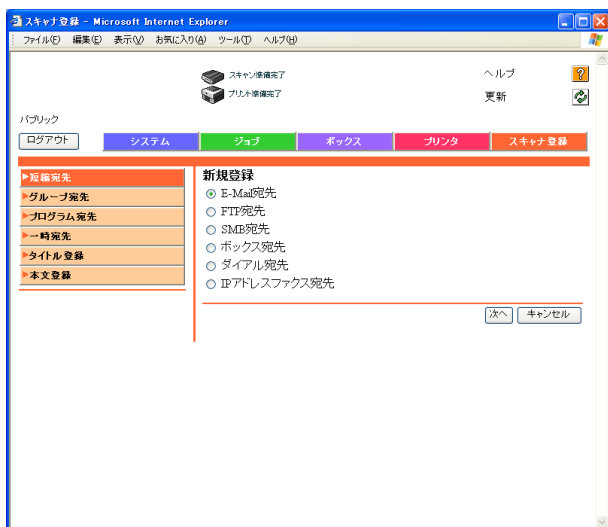 スキャナ登録 - Microsoft Internet Explorer
ファイル(F) 編集(E) 表示(V) お気に入り(A) ツール(T) ヘルプ(H)
スキャン準備完了
ヘルプ
プリント準備完了
更新
パブリック
ログアウト システム ジョブ ボックス プリンタ スキャナ登録
短縮宛先
グループ宛先
プログラム宛先
一時宛先
タイトル登録
本文登録
新規登録
E-Mail宛先
FTP宛先
SMB宛先
ボックス宛先
ダイアル宛先
IPアドレスファクス宛先
次へ キャンセル